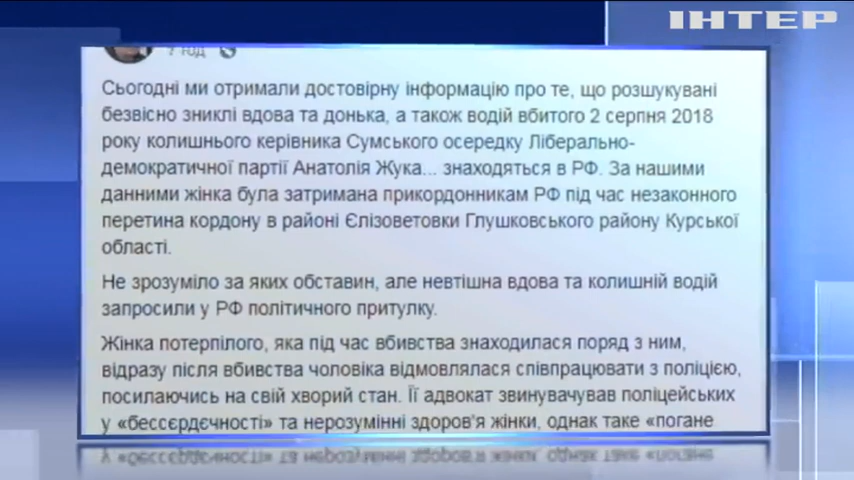 ІНТЕР
7 год
Сьогодні ми отримали достовірну інформацію про те, що розшукувані
безвісно зниклі вдова та донька, а також водій вбитого 2 серпня 2018
року колишнього керівника Сумського осередку Ліберально-
демократичної партії Анатолія Жука... знаходяться в РФ. За нашими
данними жінка була затримана прикордонникам РФ під час незаконного
перетина кордону в районі Єлізоветовки Глушковського району Курської
області.
Не зрозуміло за яких обставин, але невтішна вдова та колишній водій
запросили у РФ політичного притулку.
Жінка потерпілого, яка під час вбивства знаходилася поряд з ним,
відразу після вбивства чоловіка відмовлялася співпрацювати з поліцією,
посилаючись на свій хворий стан. Її адвокат звинувачував поліцейських
у «бессєрдєчності» та нерозумінні здоров'я жінки, однак таке «погане